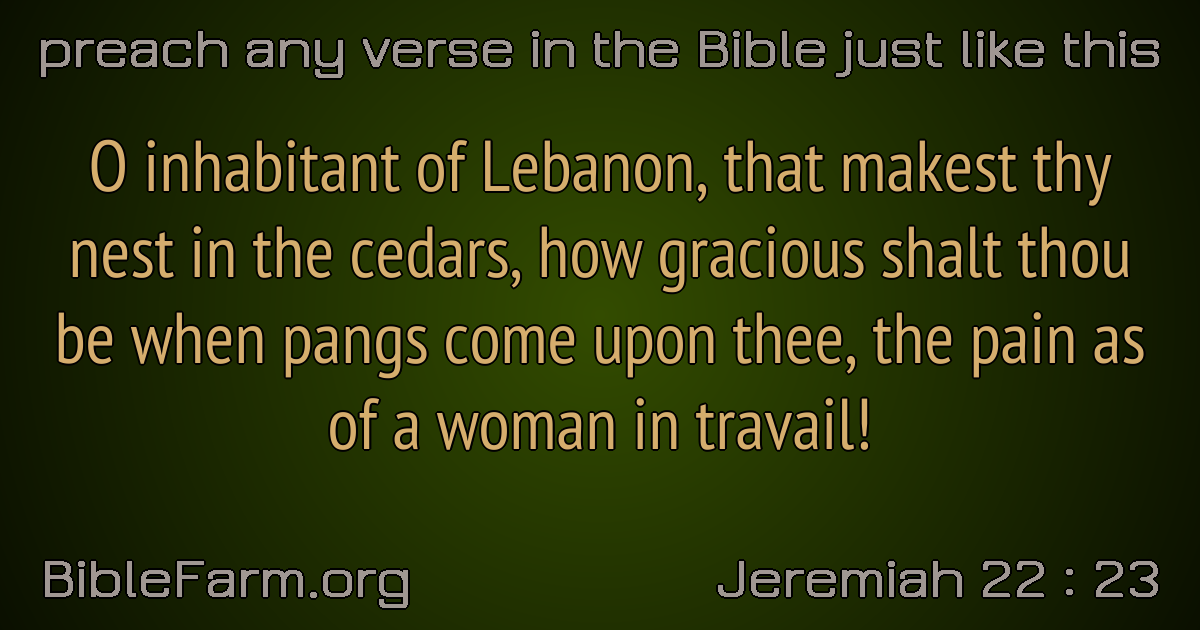 preach any verse in the Bible just like this
O inhabitant of Lebanon, that makest thy
nest in the cedars, how gracious shalt thou
be when pangs come upon thee, the pain as
of a woman in travail!
BibleFarm.org
Jeremiah 22 : 23